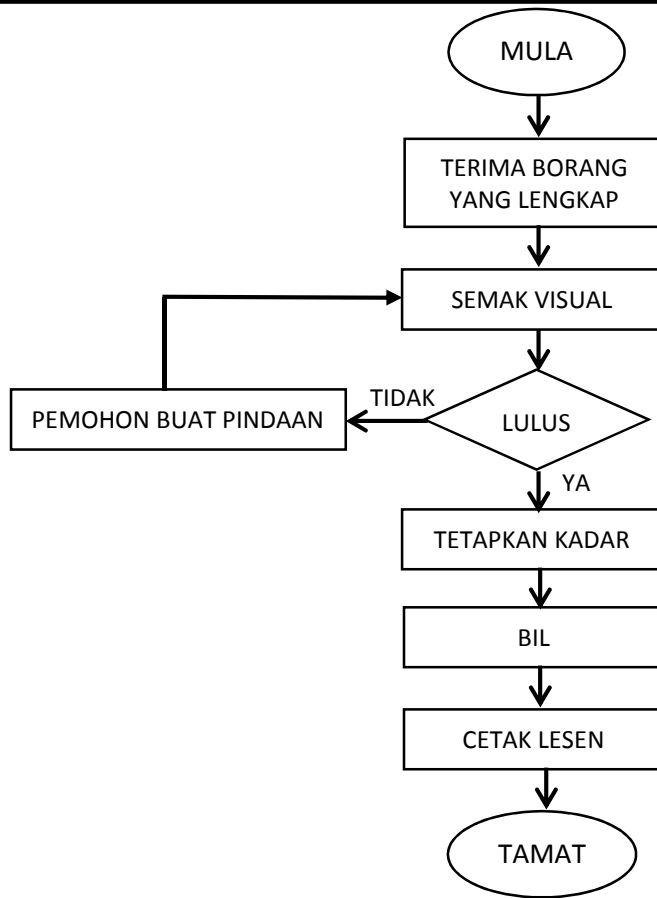 MULA
TERIMA BORANG
YANG LENGKAP
SEMAK VISUAL
TIDAK
PEMOHON BUAT PINDAAN
LULUS
YA
TETAPKAN KADAR
BIL
CETAK LESEN
TAMAT